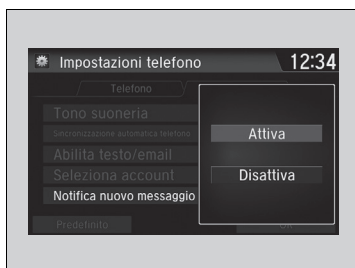 Impostazioni telefono
12:34
Telefono
Tono suoneria
Sincronizzazione automatica telefono
Abilita testo/email
Seleziona account
Notifica nuovo messaggio
Attiva
Disattiva
Predefinito
OK